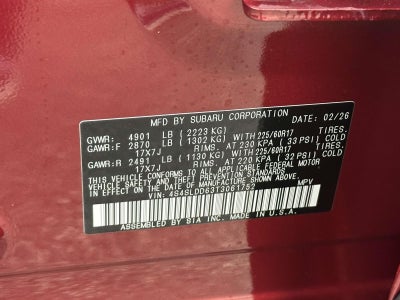 MFD BY SUBARU CORPORATION 02/26
GVWR: 4901 LB (2223 KG)
GAWR:F 2870 LB (1302 KG) WITH 225/60R17 TIRES.
17X7J RIMS. AT 230 KPA (33 PSI) COLD
GAWR:R 2491 LB (1130 KG) WITH 225/60R17 TIRES.
17X7J RIMS. AT 220 KPA (32 PSI) COLD
THIS VEHICLE CONFORMS TO ALL APPLICABLE FEDERAL MOTOR
VEHICLE SAFETY AND THEFT PREVENTION STANDARDS IN
EFFECT ON THE DATE OF MANUFACTURE SHOWN ABOVE.
VIN: 4S4SLDD63T3061752 MPV
ASSEMBLED BY SIA INC. MADE IN U.S.A.